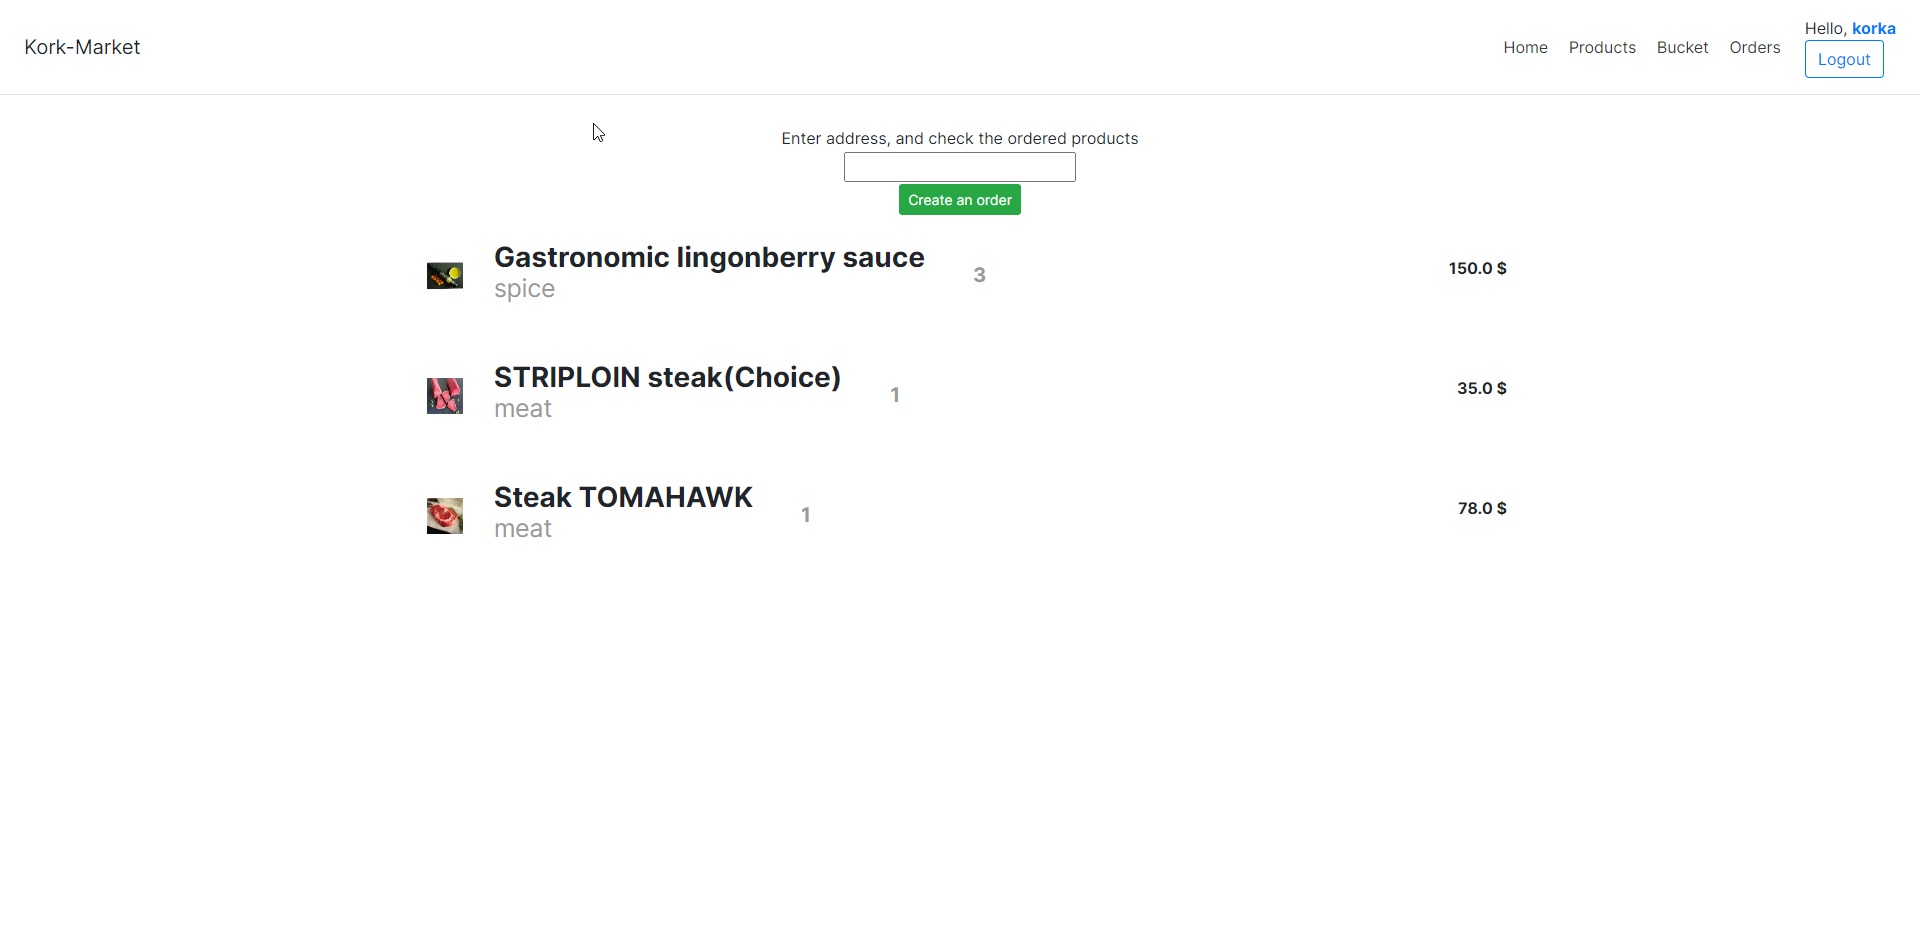 Kork-Market
Home
Products
Bucket
Orders
Hello, korka
Logout
Enter address, and check the ordered products
Create an order
Gastronomic lingonberry sauce
spice
3
150.0 $
STRIPLOIN steak(Choice)
meat
1
35.0 $
Steak TOMAHAWK
meat
1
78.0 $